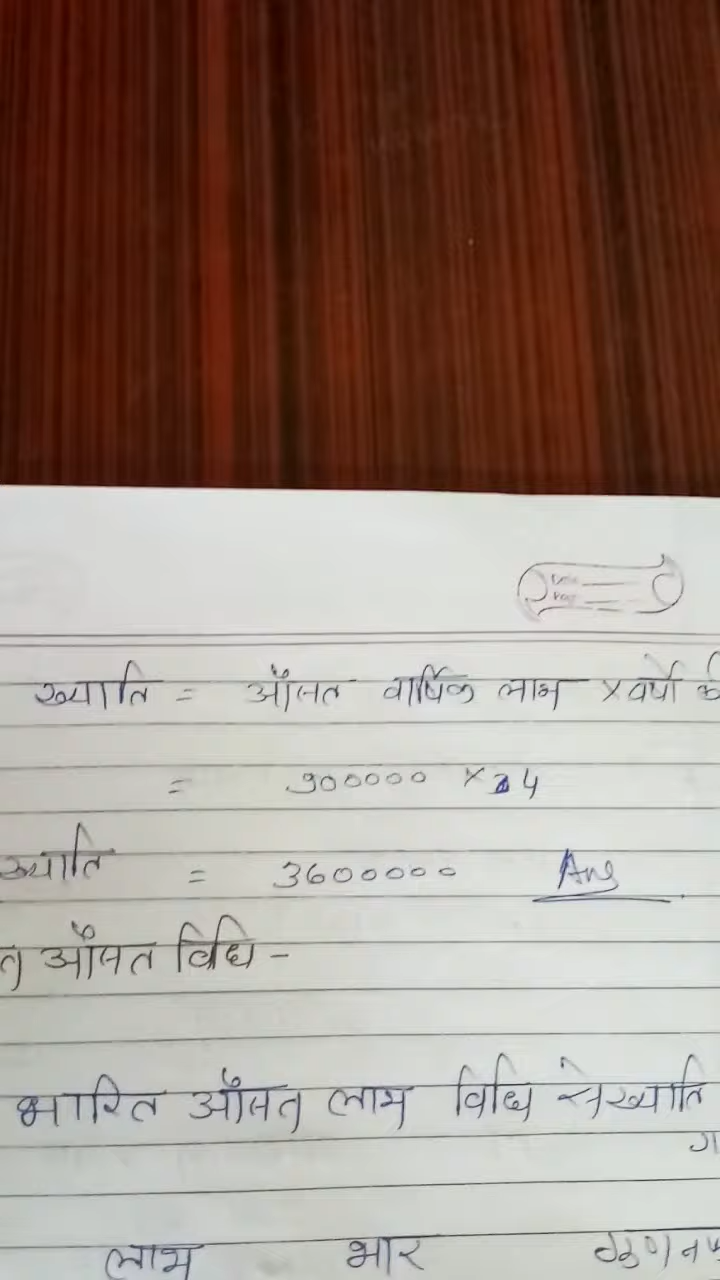 ख्याति = औसत वार्षिक लाभ × वर्षो की
= 900000 × 4
ख्याति = 3600000 Ans
औसत विधि -
भारित औसत लाभ विधि से ख्याति
लाभ भार